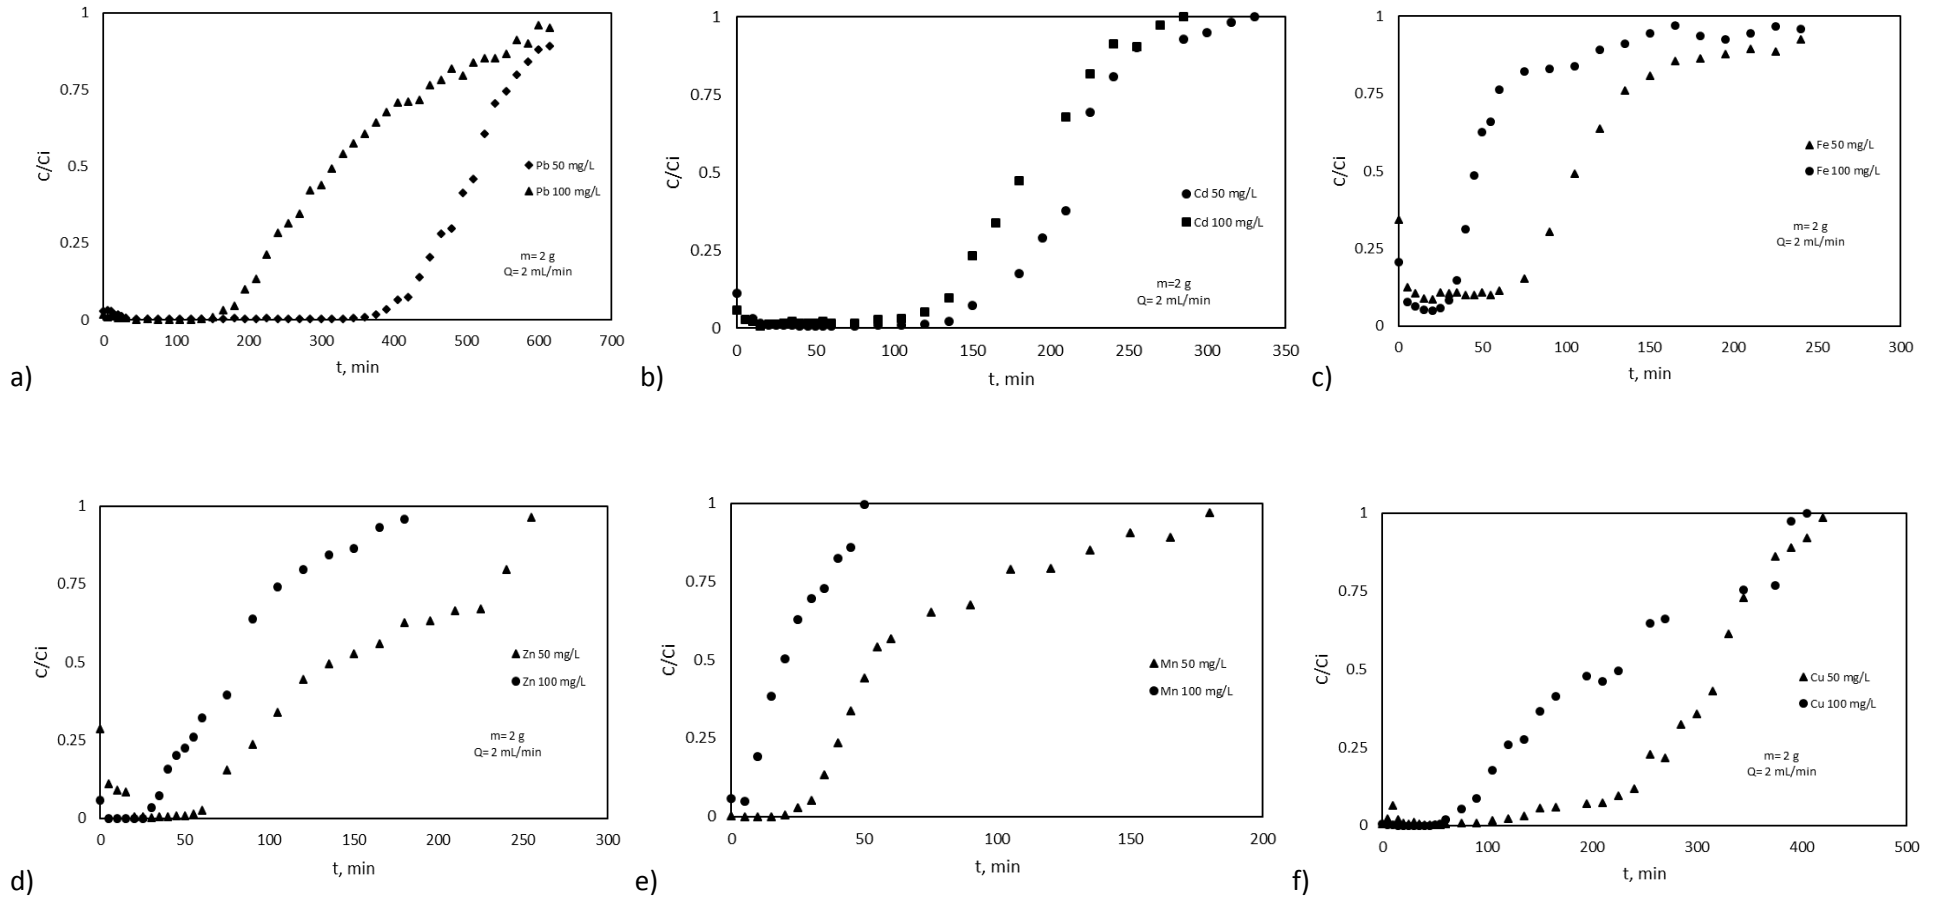 1
0.75
C/Ci
0.5
0.25
0
0 100 200 300 400 500 600 700
t, min
Pb 50 mg/L
Pb 100 mg/L
m= 2 g
Q= 2 mL/min
a)
1
0.75
C/Ci
0.5
0.25
0
0 50 100 150 200 250 300 350
t, min
Cd 50 mg/L
Cd 100 mg/L
m=2 g
Q= 2 mL/min
b)
1
0.75
C/Ci
0.5
0.25
0
0 50 100 150 200 250 300
t, min
Fe 50 mg/L
Fe 100 mg/L
m= 2 g
Q= 2 mL/min
c)
1
0.75
C/Ci
0.5
0.25
0
0 50 100 150 200 250 300
t, min
Zn 50 mg/L
Zn 100 mg/L
m= 2 g
Q= 2 mL/min
d)
1
0.75
C/Ci
0.5
0.25
0
0 50 100 150 200
t, min
Mn 50 mg/L
Mn 100 mg/L
e)
1
0.75
C/Ci
0.5
0.25
0
0 100 200 300 400 500
t, min
Cu 50 mg/L
Cu 100 mg/L
m= 2 g
Q= 2 mL/min
f)